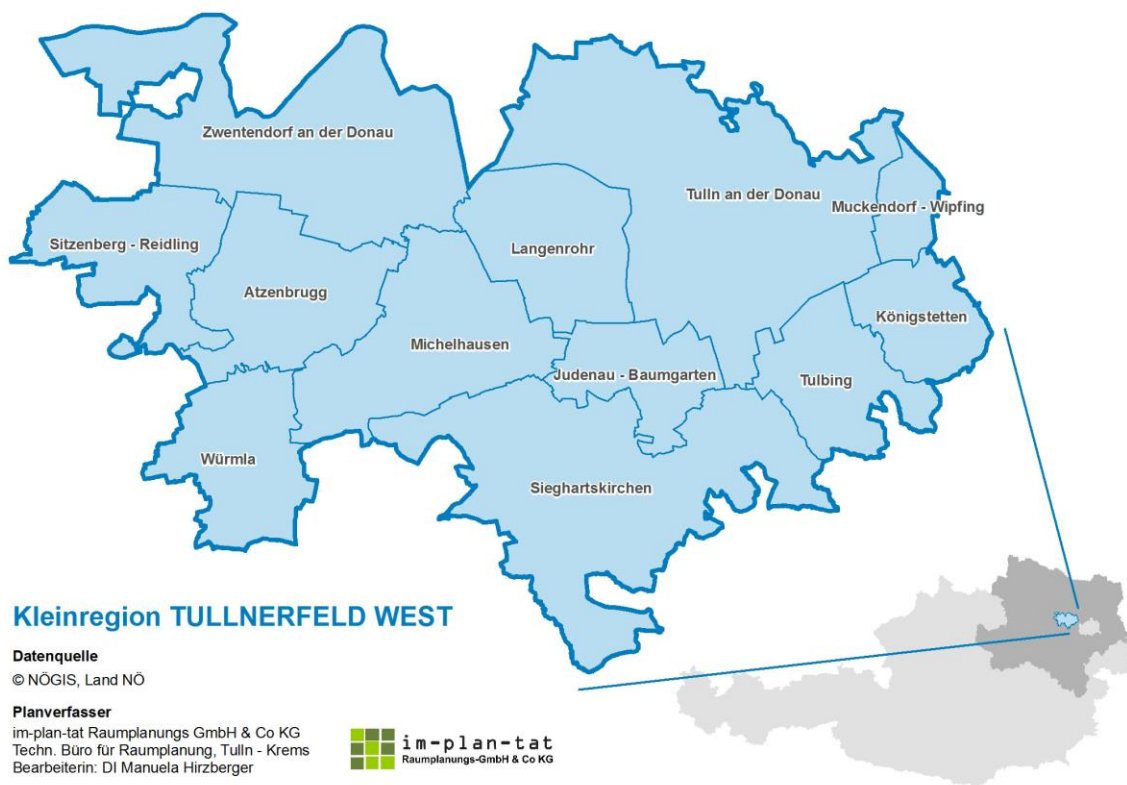 Zwentendorf an der Donau
Tulln an der Donau
Muckendorf - Wipfing
Sitzenberg - Reidling
Langenrohr
Atzenbrugg
Königstetten
Michelhausen
Judenau - Baumgarten
Tulbing
Würmla
Sieghartskirchen
Kleinregion TULLNERFELD WEST
Datenquelle
© NÖGIS, Land NÖ
Planverfasser
im-plan-tat Raumplanungs GmbH & Co KG
Techn. Büro für Raumplanung, Tulln - Krems
Bearbeiterin: DI Manuela Hirzberger
im-plan-tat
Raumplanungs-GmbH & Co KG